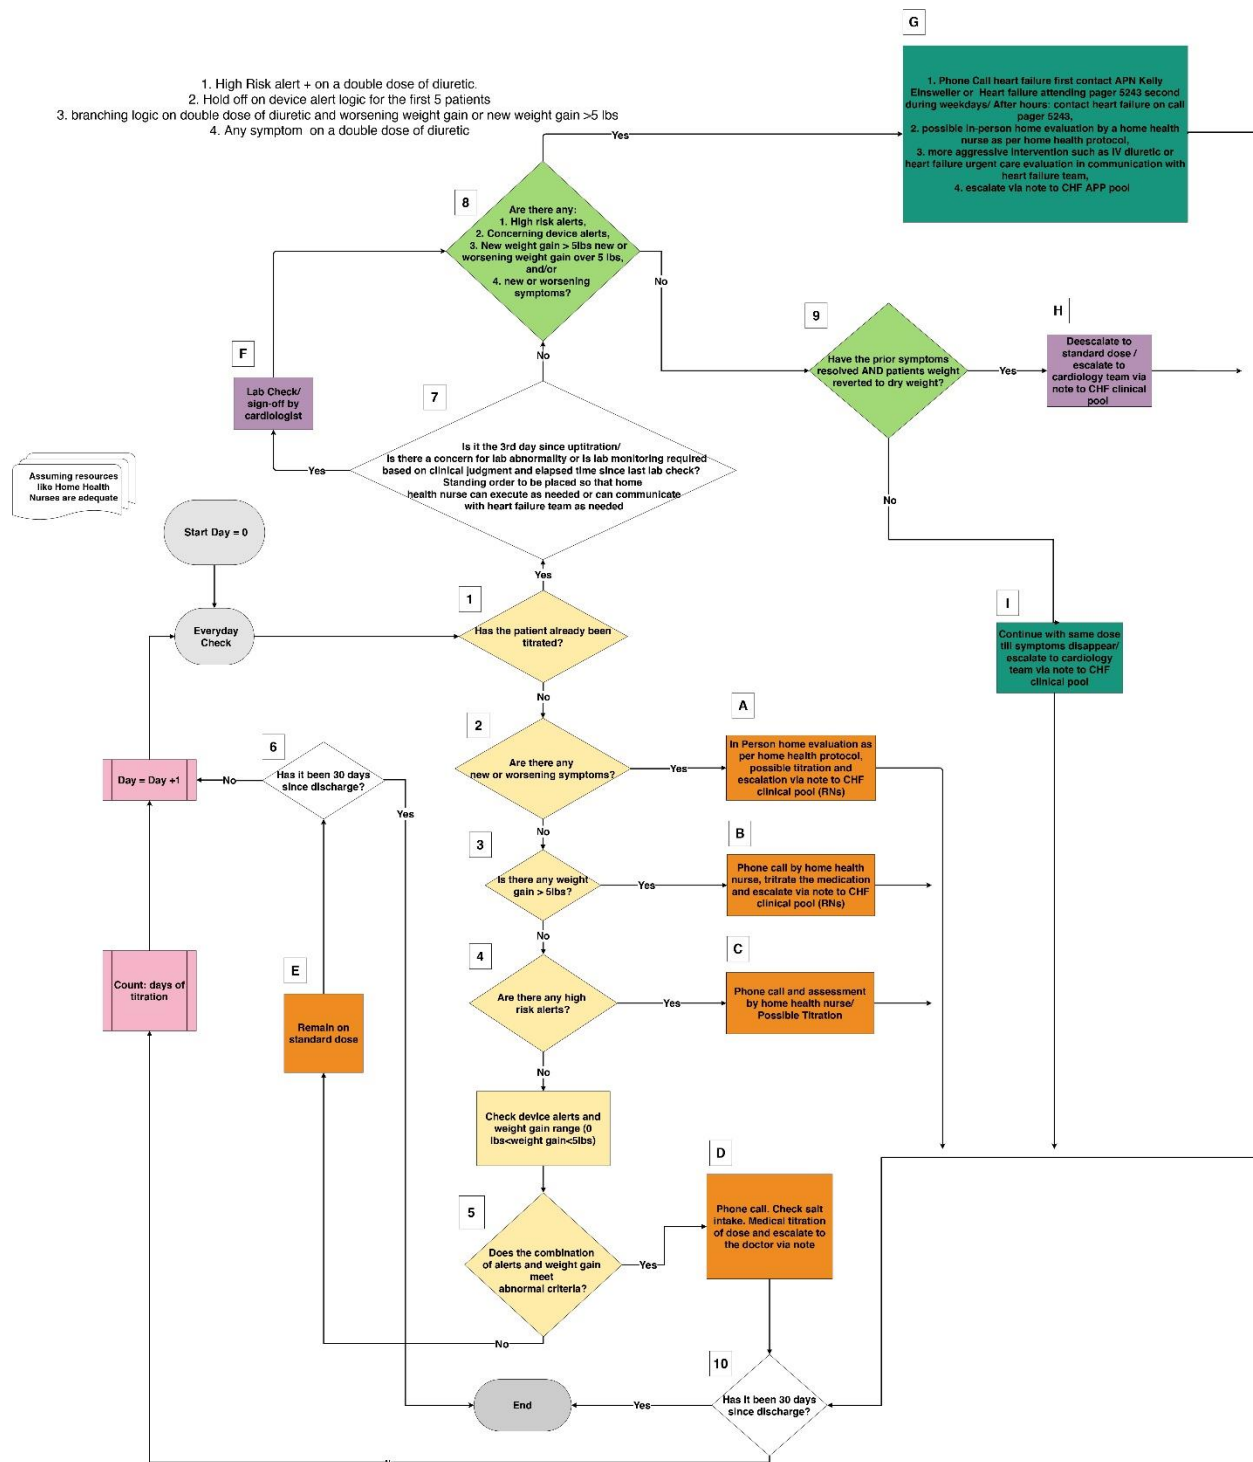 G
1. Phone Call heart failure first contact APN Kelly
Einsweller or Heart failure attending pager 5243 second
during weekdays/ After hours: contact heart failure on call
pager 5243,
2. possible in-person home evaluation by a home health
nurse as per home health protocol,
3. more aggressive intervention such as IV diuretic or
heart failure urgent care evaluation in communication with
heart failure team,
4. escalate via note to CHF APP pool
1. High Risk alert + on a double dose of diuretic.
2. Hold off on device alert logic for the first 5 patients
3. branching logic on double dose of diuretic and worsening weight gain or new weight gain >5 lbs
4. Any symptom on a double dose of diuretic
Yes
8
Are there any:
1. High risk alerts,
2. Concerning device alerts,
3. New weight gain > 5lbs new or
worsening weight gain over 5 lbs,
and/or
4. new or worsening
symptoms?
No
9
Have the prior symptoms
resolved AND patients weight
reverted to dry weight?
Yes
H
Deescalate to
standard dose /
escalate to
cardiology team via
note to CHF clinical
pool
F
Lab Check/
sign-off by
cardiologist
No
7
Is it the 3rd day since uptitration/
Is there a concern for lab abnormality or is lab monitoring required
based on clinical judgment and elapsed time since last lab check?
Standing order to be placed so that home
health nurse can execute as needed or can communicate
with heart failure team as needed
Yes
Assuming resources
like Home Health
Nurses are adequate
No
Start Day = 0
Yes
Everyday
Check
1
Has the patient already been
titrated?
No
I
Continue with same dose
till symptoms disappear/
escalate to cardiology
team via note to CHF
clinical pool
2
Are there any
new or worsening symptoms?
Yes
A
In Person home evaluation as
per home health protocol,
possible titration and
escalation via note to CHF
clinical pool (RNs)
6
Has it been 30 days
since discharge?
No
Day = Day +1
Yes
No
3
Is there any weight
gain > 5lbs?
Yes
B
Phone call by home health
nurse, tritrate the medication
and escalate via note to CHF
clinical pool (RNs)
No
4
Are there any high
risk alerts?
Yes
C
Phone call and assessment
by home health nurse/
Possible Titration
Count: days of
titration
E
Remain on
standard dose
No
Check device alerts and
weight gain range (0
lbs<weight gain<5lbs)
5
Does the combination
of alerts and weight gain
meet
abnormal criteria?
Yes
D
Phone call. Check salt
intake. Medical titration
of dose and escalate to
the doctor via note
No
10
Has it been 30 days
since discharge?
Yes
End